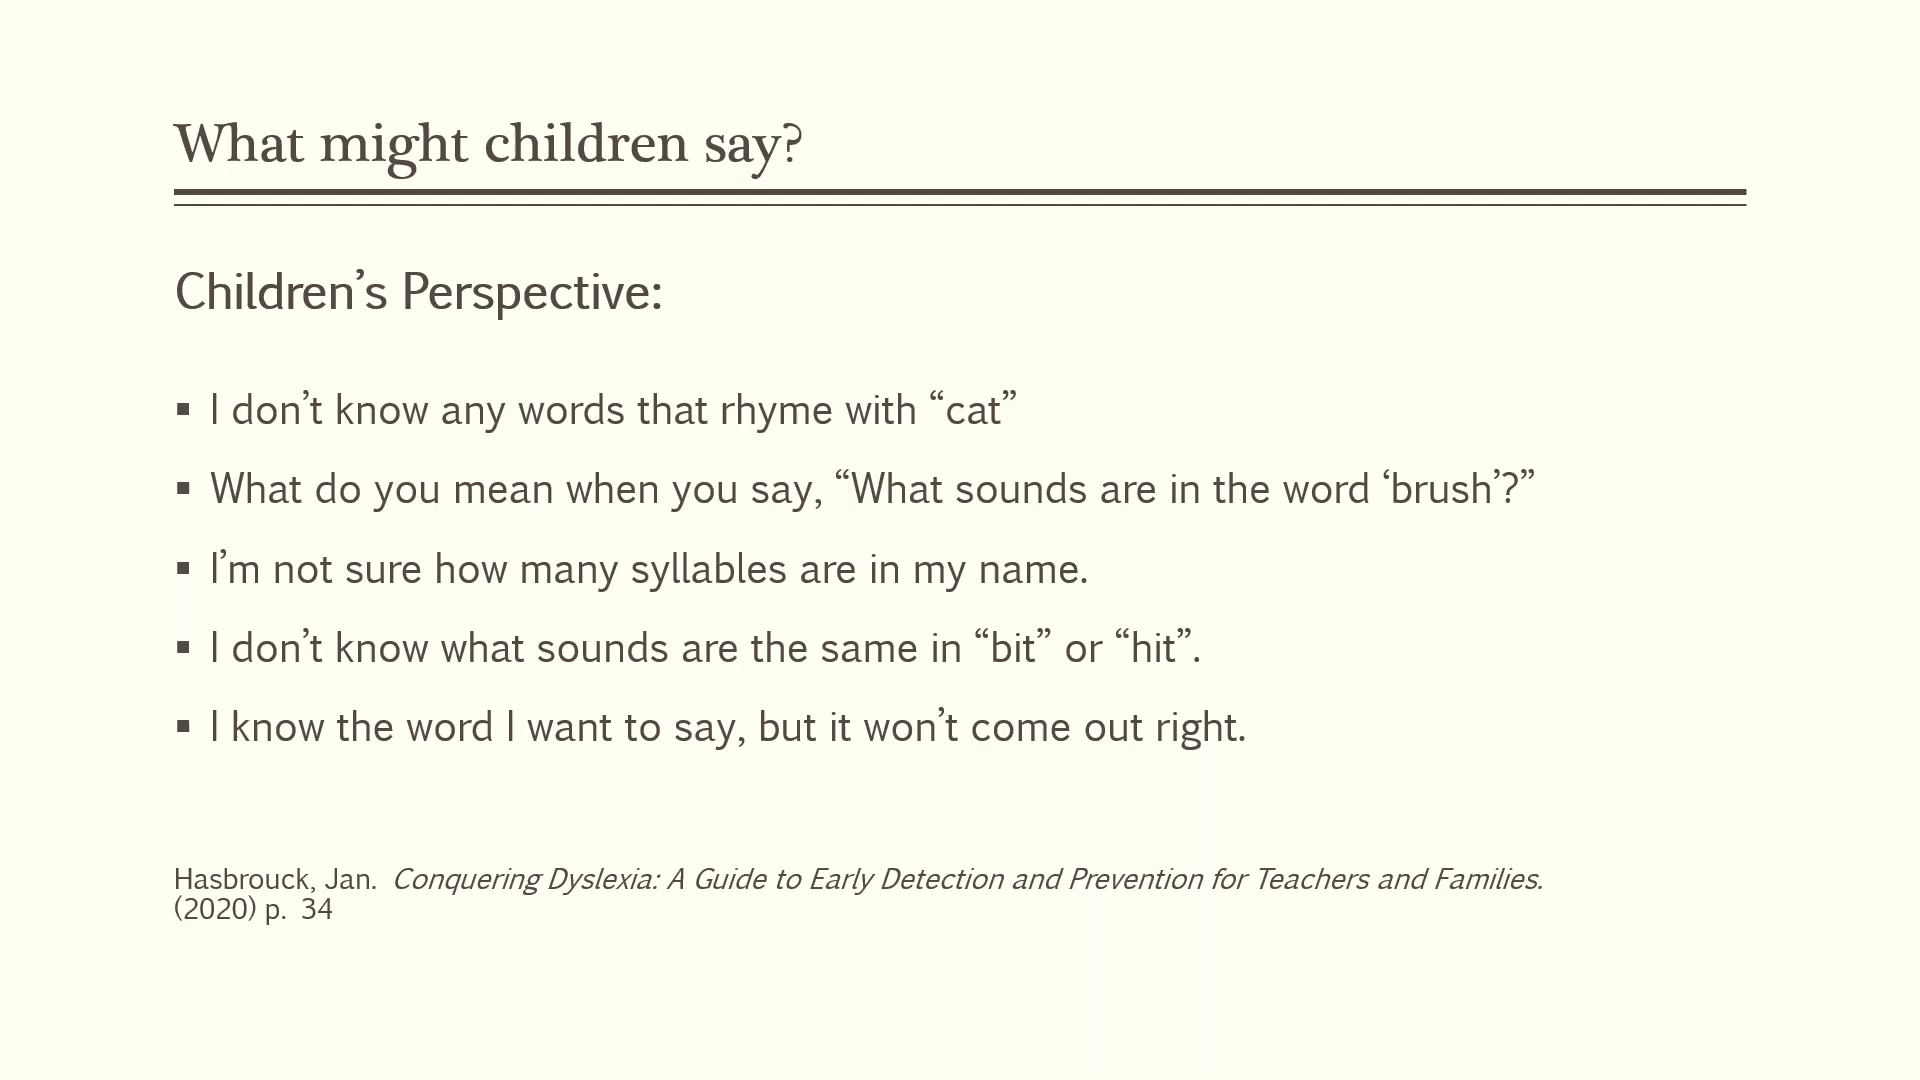 What might children say?
Children’s Perspective:
▪ I don’t know any words that rhyme with “cat”
▪ What do you mean when you say, “What sounds are in the word ‘brush’?”
▪ I’m not sure how many syllables are in my name.
▪ I don’t know what sounds are the same in “bit” or “hit”.
▪ I know the word I want to say, but it won’t come out right.
Hasbrouck, Jan. Conquering Dyslexia: A Guide to Early Detection and Prevention for Teachers and Families.
(2020) p. 34